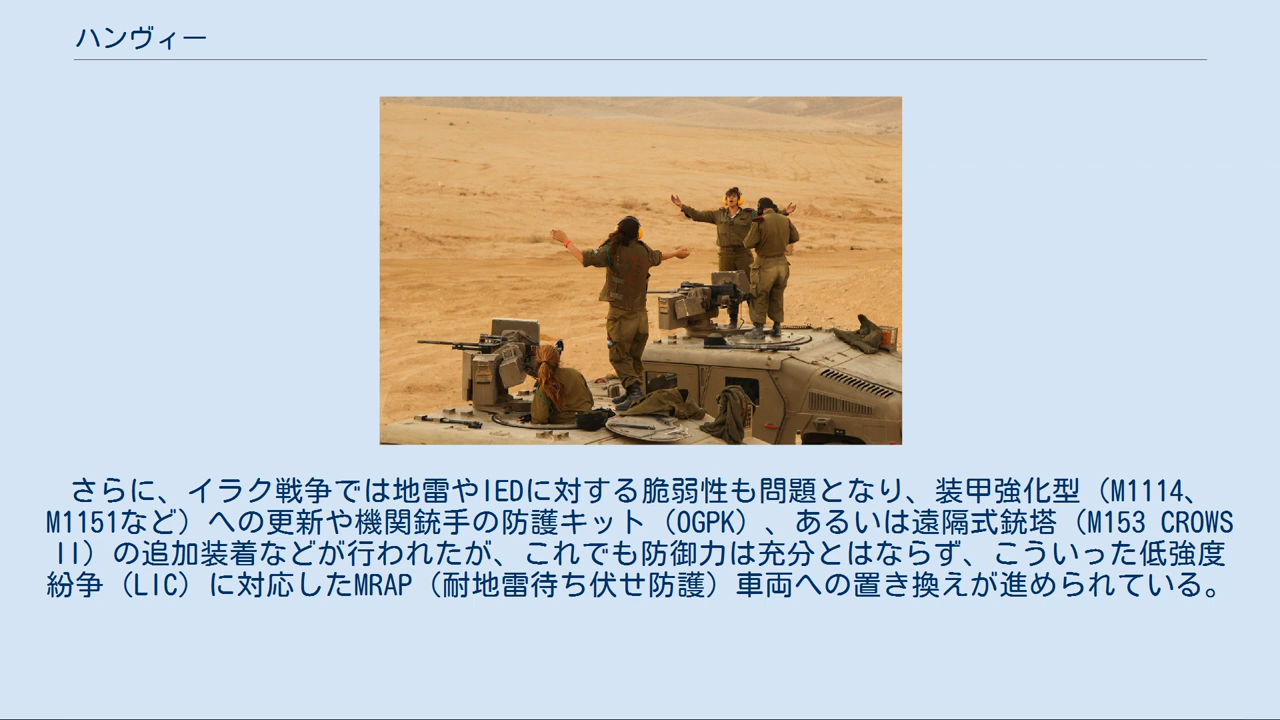 ハンヴィー
さらに、イラク戦争では地雷やIEDに対する脆弱性も問題となり、装甲強化型（M1114、
M1151など）への更新や機関銃手の防護キット（OGPK）、あるいは遠隔式銃塔（M153 CROWS
II）の追加装着などが行われたが、これでも防御力は充分とはならず、こういった低強度
紛争（LIC）に対応したMRAP（耐地雷待ち伏せ防護）車両への置き換えが進められている。